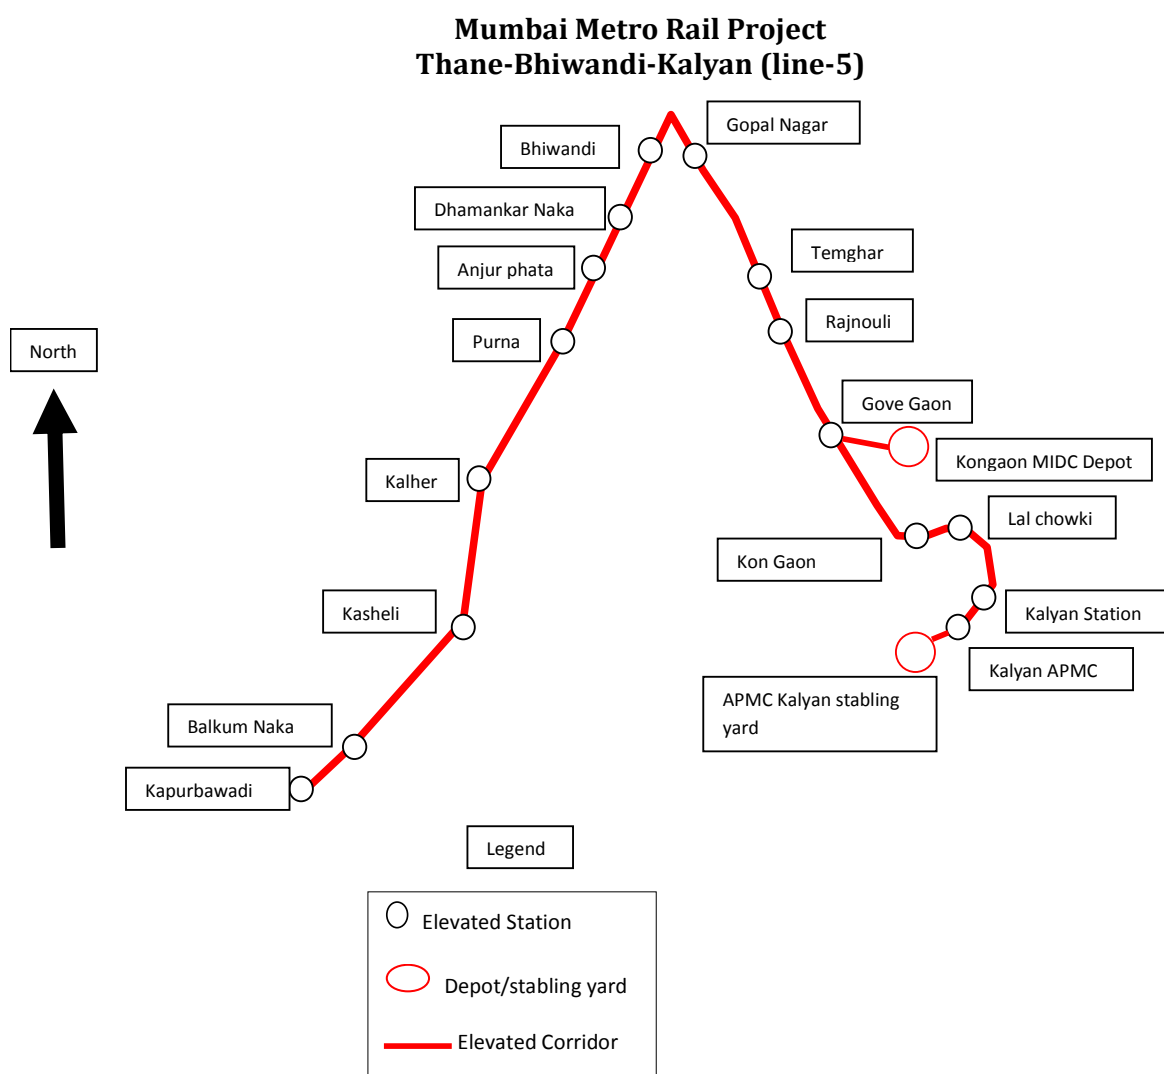 Mumbai Metro Rail Project
Thane-Bhiwandi-Kalyan (line-5)
Gopal Nagar
Bhiwandi
Dhamankar Naka
Temghar
Anjur phata
Rajnouli
Purna
North
Gove Gaon
Kongaon MIDC Depot
Kalher
Lal chowki
Kon Gaon
Kasheli
Kalyan Station
Kalyan APMC
APMC Kalyan stabling
yard
Balkum Naka
Kapurbawadi
Legend
Elevated Station
Depot/stabling yard
Elevated Corridor